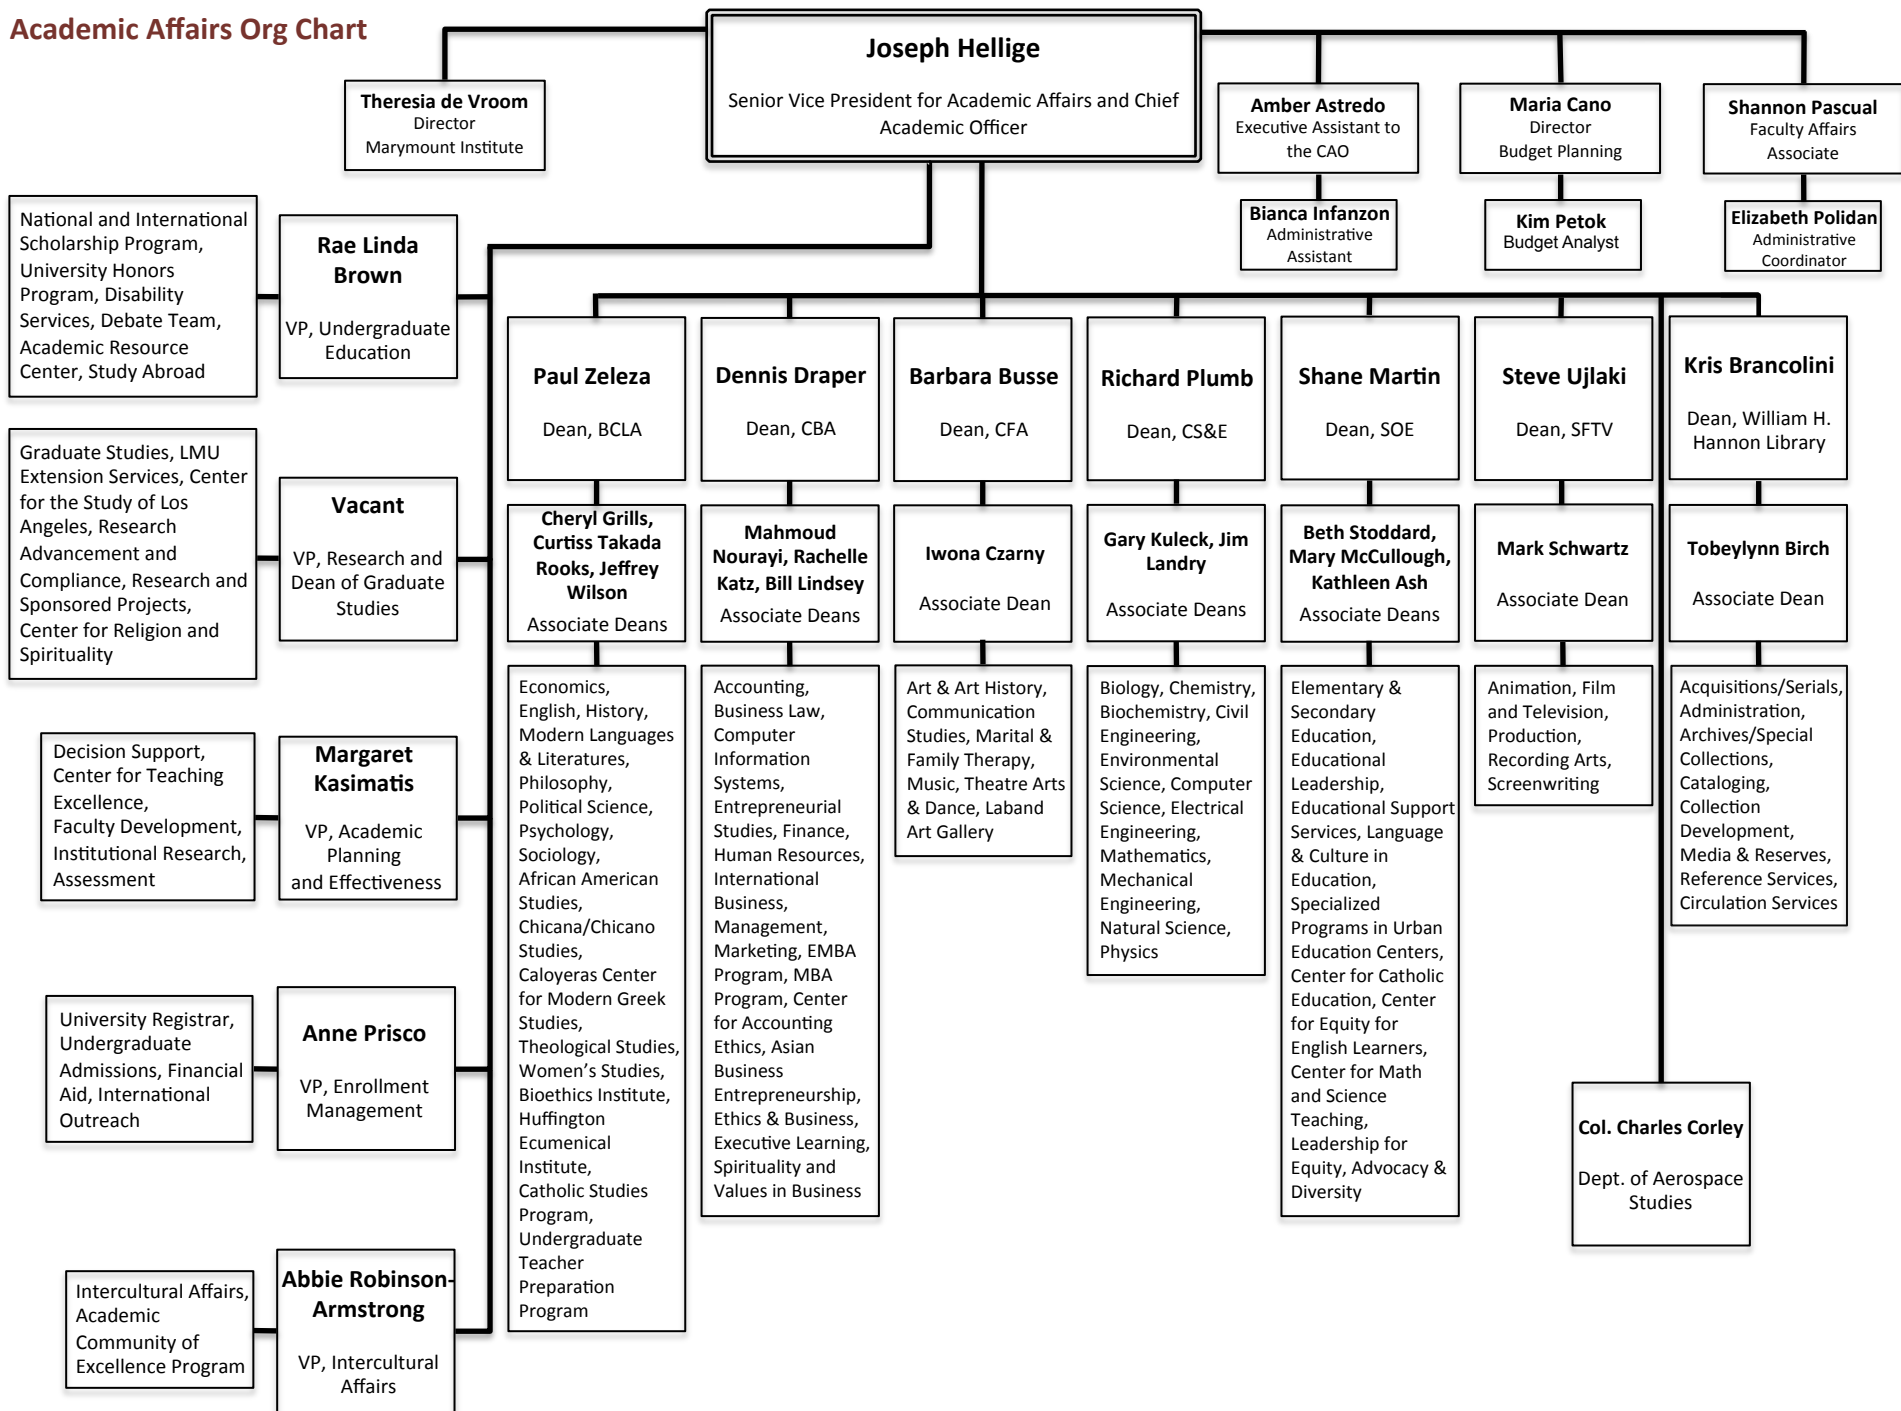 Academic Affairs Org Chart
Joseph Hellige
Senior Vice President for Academic Affairs and Chief
Academic Officer
Theresia de Vroom
Director
Marymount Institute
Amber Astredo
Executive Assistant to
the CAO
Maria Cano
Director
Budget Planning
Shannon Pascual
Faculty Affairs
Associate
Bianca Infanzon
Administrative
Assistant
Kim Petok
Budget Analyst
Elizabeth Polidan
Administrative
Coordinator
National and International
Scholarship Program,
University Honors
Program, Disability
Services, Debate Team,
Academic Resource
Center, Study Abroad
Rae Linda
Brown
VP, Undergraduate
Education
Graduate Studies, LMU
Extension Services, Center
for the Study of Los
Angeles, Research
Advancement and
Compliance, Research and
Sponsored Projects,
Center for Religion and
Spirituality
Vacant
VP, Research and
Dean of Graduate
Studies
Decision Support,
Center for Teaching
Excellence,
Faculty Development,
Institutional Research,
Assessment
Margaret
Kasimatis
VP, Academic
Planning
and Effectiveness
University Registrar,
Undergraduate
Admissions, Financial
Aid, International
Outreach
Anne Prisco
VP, Enrollment
Management
Intercultural Affairs,
Academic
Community of
Excellence Program
Abbie Robinson-
Armstrong
VP, Intercultural
Affairs
Paul Zeleza
Dean, BCLA
Cheryl Grills,
Curtiss Takada
Rooks, Jeffrey
Wilson
Associate Deans
Economics,
English, History,
Modern Languages
& Literatures,
Philosophy,
Political Science,
Psychology,
Sociology,
African American
Studies,
Chicana/Chicano
Studies,
Caloyeras Center
for Modern Greek
Studies,
Theological Studies,
Women's Studies,
Bioethics Institute,
Huffington
Ecumenical
Institute,
Catholic Studies
Program,
Undergraduate
Teacher
Preparation
Program
Dennis Draper
Dean, CBA
Mahmoud
Nourayi, Rachelle
Katz, Bill Lindsey
Associate Deans
Accounting,
Business Law,
Computer
Information
Systems,
Entrepreneurial
Studies, Finance,
Human Resources,
International
Business,
Management,
Marketing, EMBA
Program, MBA
Program, Center
for Accounting
Ethics, Asian
Business
Entrepreneurship,
Ethics & Business,
Executive Learning,
Spirituality and
Values in Business
Barbara Busse
Dean, CFA
Iwona Czarny
Associate Dean
Art & Art History,
Communication
Studies, Marital &
Family Therapy,
Music, Theatre Arts
& Dance, Laband
Art Gallery
Richard Plumb
Dean, CS&E
Gary Kuleck, Jim
Landry
Associate Deans
Biology, Chemistry,
Biochemistry, Civil
Engineering,
Environmental
Science, Computer
Science, Electrical
Engineering,
Mathematics,
Mechanical
Engineering,
Natural Science,
Physics
Shane Martin
Dean, SOE
Beth Stoddard,
Mary McCullough,
Kathleen Ash
Associate Deans
Elementary &
Secondary
Education,
Educational
Leadership,
Educational Support
Services, Language
& Culture in
Education,
Specialized
Programs in Urban
Education Centers,
Center for Catholic
Education, Center
for Equity for
English Learners,
Center for Math
and Science
Teaching,
Leadership for
Equity, Advocacy &
Diversity
Steve Ujlaki
Dean, SFTV
Mark Schwartz
Associate Dean
Animation, Film
and Television,
Production,
Recording Arts,
Screenwriting
Kris Brancolini
Dean, William H.
Hannon Library
Tobeylynn Birch
Associate Dean
Acquisitions/Serials,
Administration,
Archives/Special
Collections,
Cataloging,
Collection
Development,
Media & Reserves,
Reference Services,
Circulation Services
Col. Charles Corley
Dept. of Aerospace
Studies